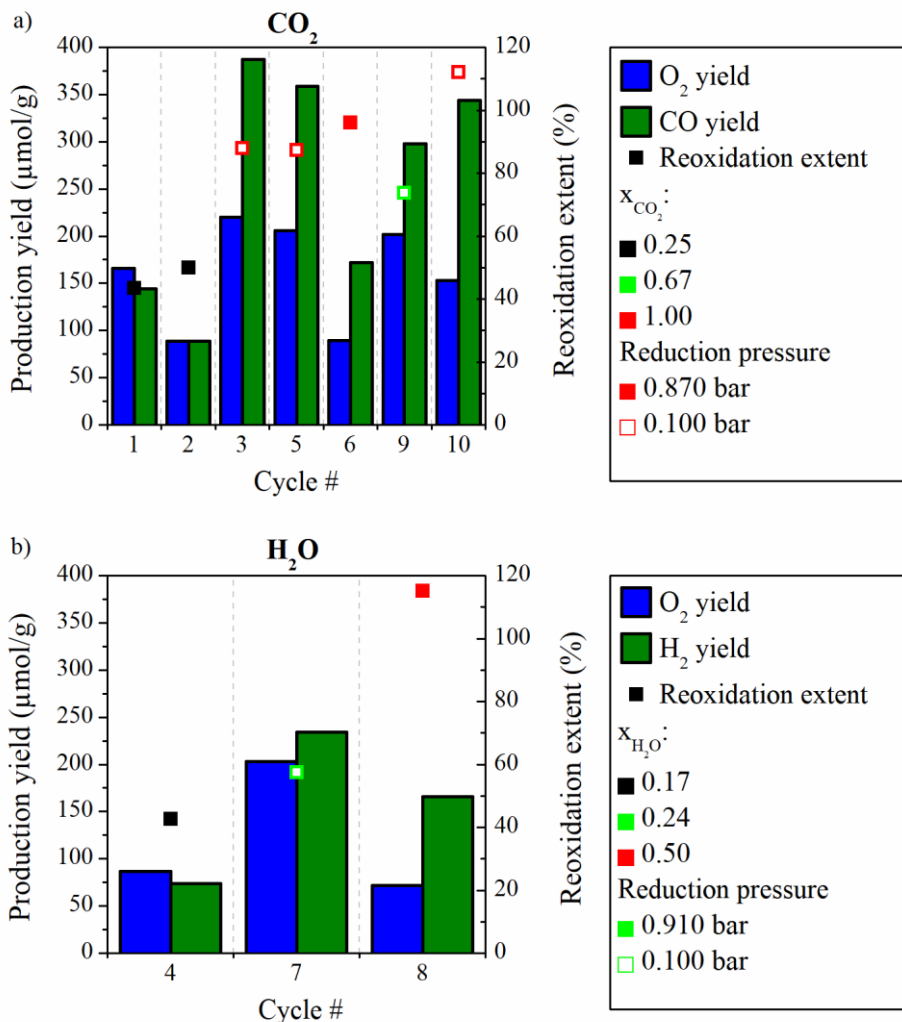 a)
CO₂
Production yield (μmol/g)
400
350
300
250
200
150
100
50
0
120
100
80
60
40
20
0
Reoxidation extent (%)
1 2 3 5 6 9 10
Cycle #
O₂ yield
CO yield
Reoxidation extent
x_CO₂:
0.25
0.67
1.00
Reduction pressure
0.870 bar
0.100 bar
b)
H₂O
Production yield (μmol/g)
400
350
300
250
200
150
100
50
0
120
100
80
60
40
20
0
Reoxidation extent (%)
4 7 8
Cycle #
O₂ yield
H₂ yield
Reoxidation extent
x_H₂O:
0.17
0.24
0.50
Reduction pressure
0.910 bar
0.100 bar